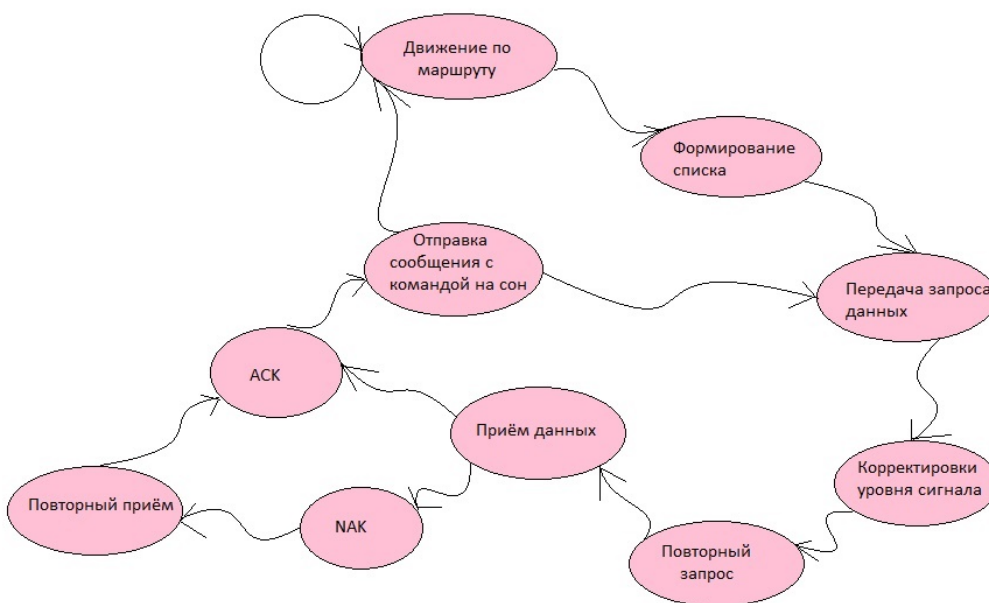 Движение по
маршруту
Формирование
списка
Отправка
сообщения с
командой на сон
Передача запроса
данных
ACK
Приём данных
Корректировки
уровня сигнала
Повторный приём
NAK
Повторный
запрос